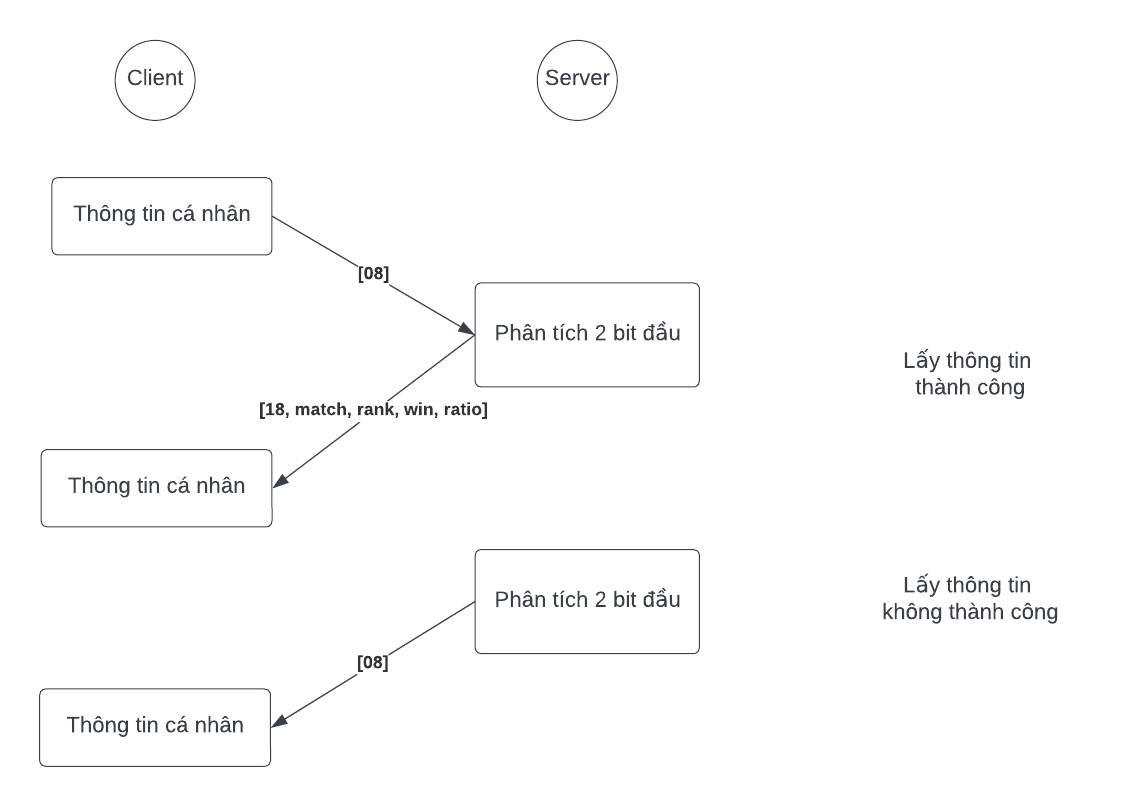 Client
Server
Thông tin cá nhân
[08]
Phân tích 2 bit đầu
Lấy thông tin
thành công
[18, match, rank, win, ratio]
Thông tin cá nhân
Phân tích 2 bit đầu
Lấy thông tin
không thành công
[08]
Thông tin cá nhân